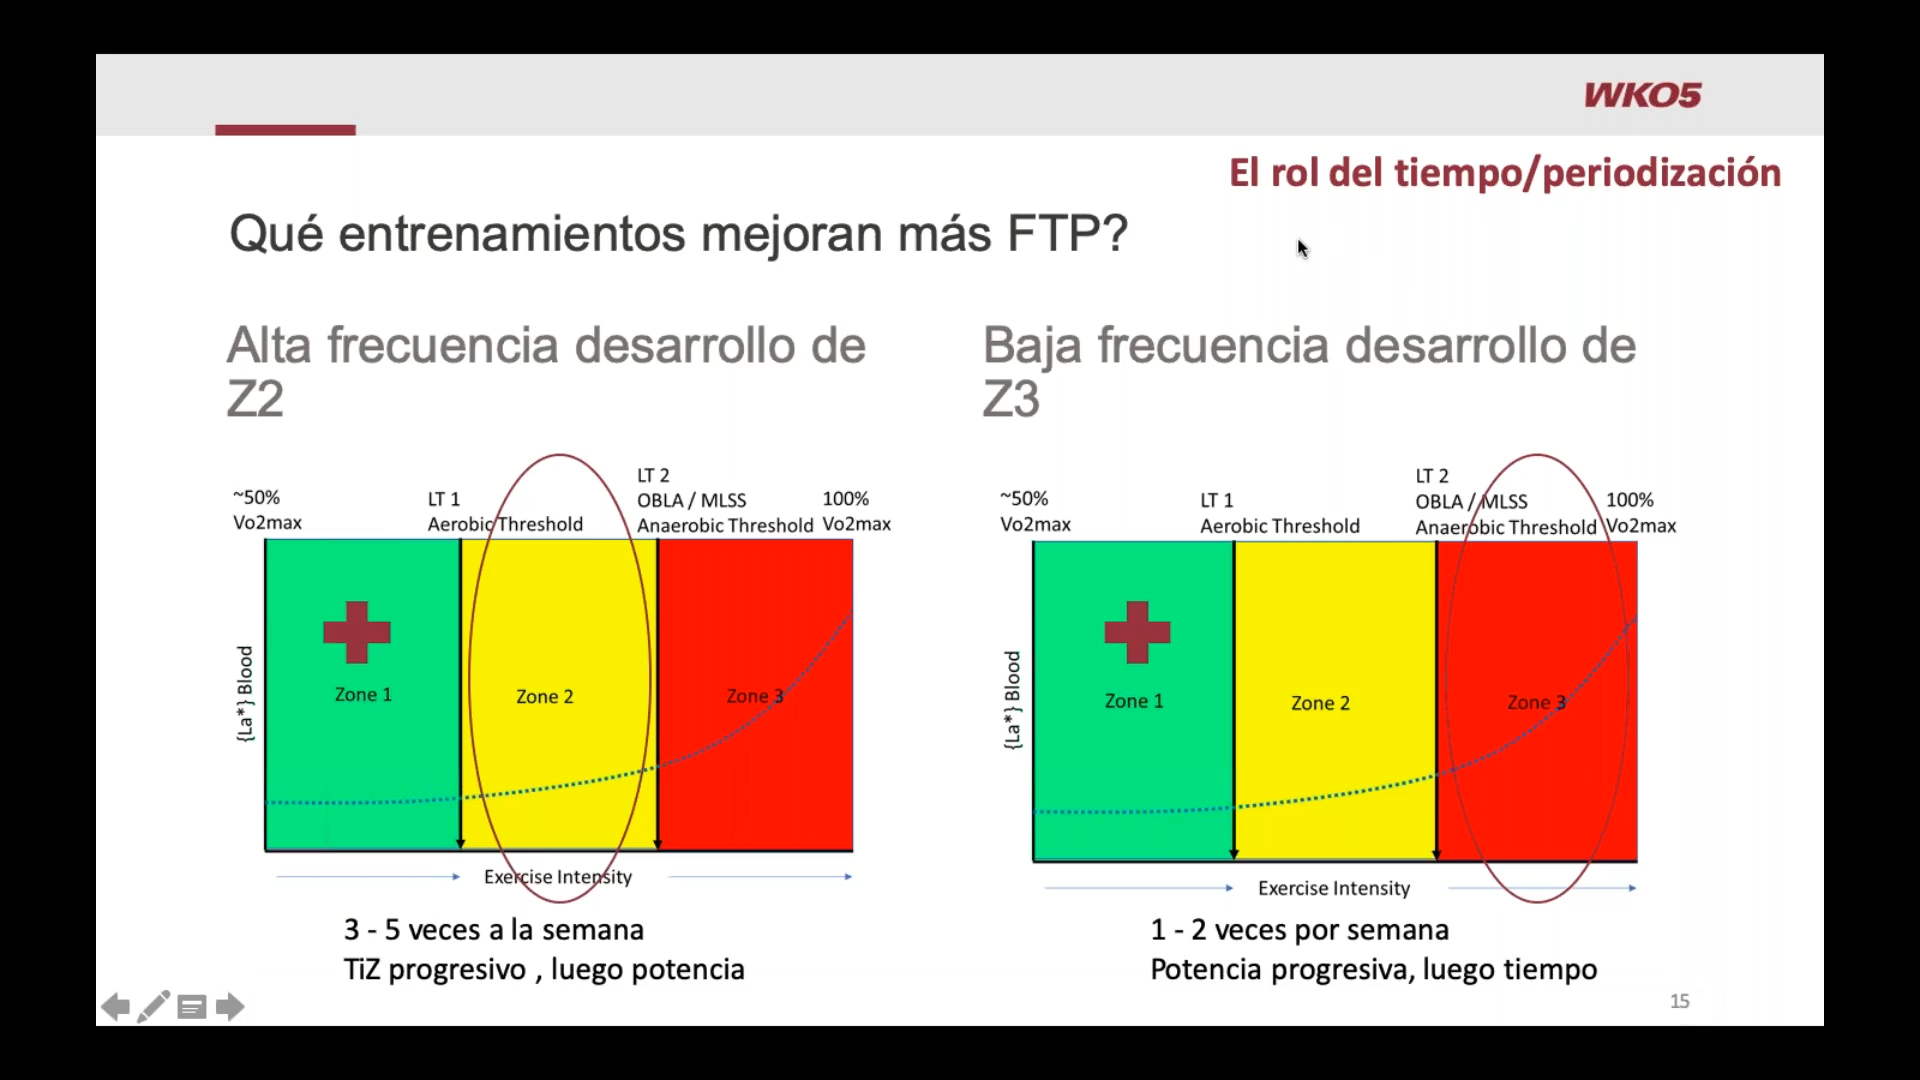 WKO5
El rol del tiempo/periodización
Qué entrenamientos mejoran más FTP?
Alta frecuencia desarrollo de
Z2
~50%
Vo2max
LT 1
Aerobic Threshold
LT 2
OBLA / MLSS
Anaerobic Threshold
100%
Vo2max
{La*} Blood
Zone 1
Zone 2
Zone 3
Exercise Intensity
3 - 5 veces a la semana
TiZ progresivo , luego potencia
Baja frecuencia desarrollo de
Z3
~50%
Vo2max
LT 1
Aerobic Threshold
LT 2
OBLA / MLSS
Anaerobic Threshold
100%
Vo2max
{La*} Blood
Zone 1
Zone 2
Zone 3
Exercise Intensity
1 - 2 veces por semana
Potencia progresiva, luego tiempo
15